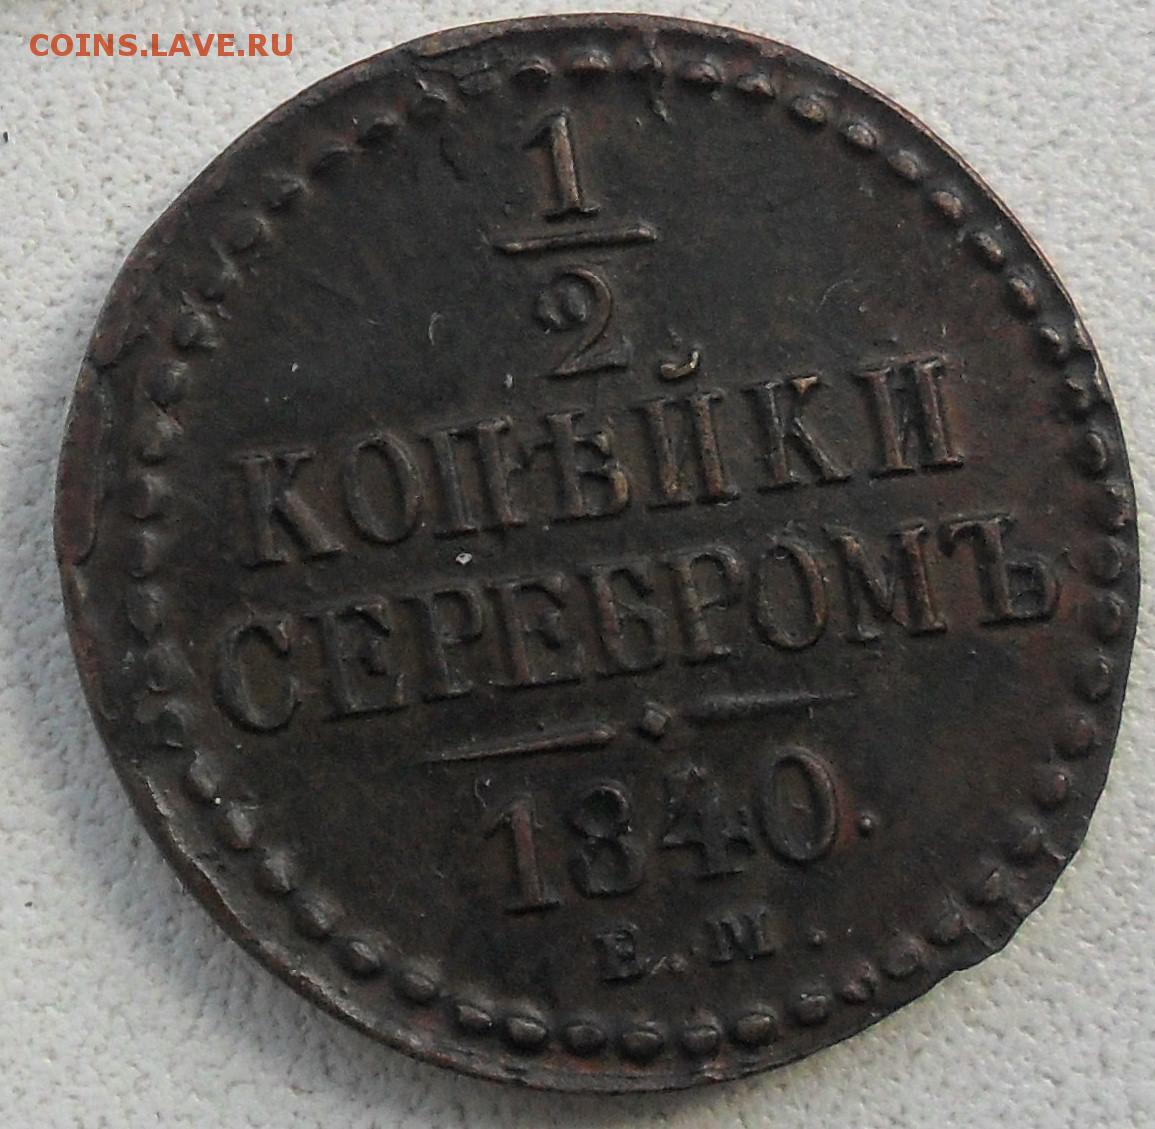 COINS.LAVE.RU
1
2
КОПѢЙКИ
СЕРЕБРОМЪ
1840.
Е.М.